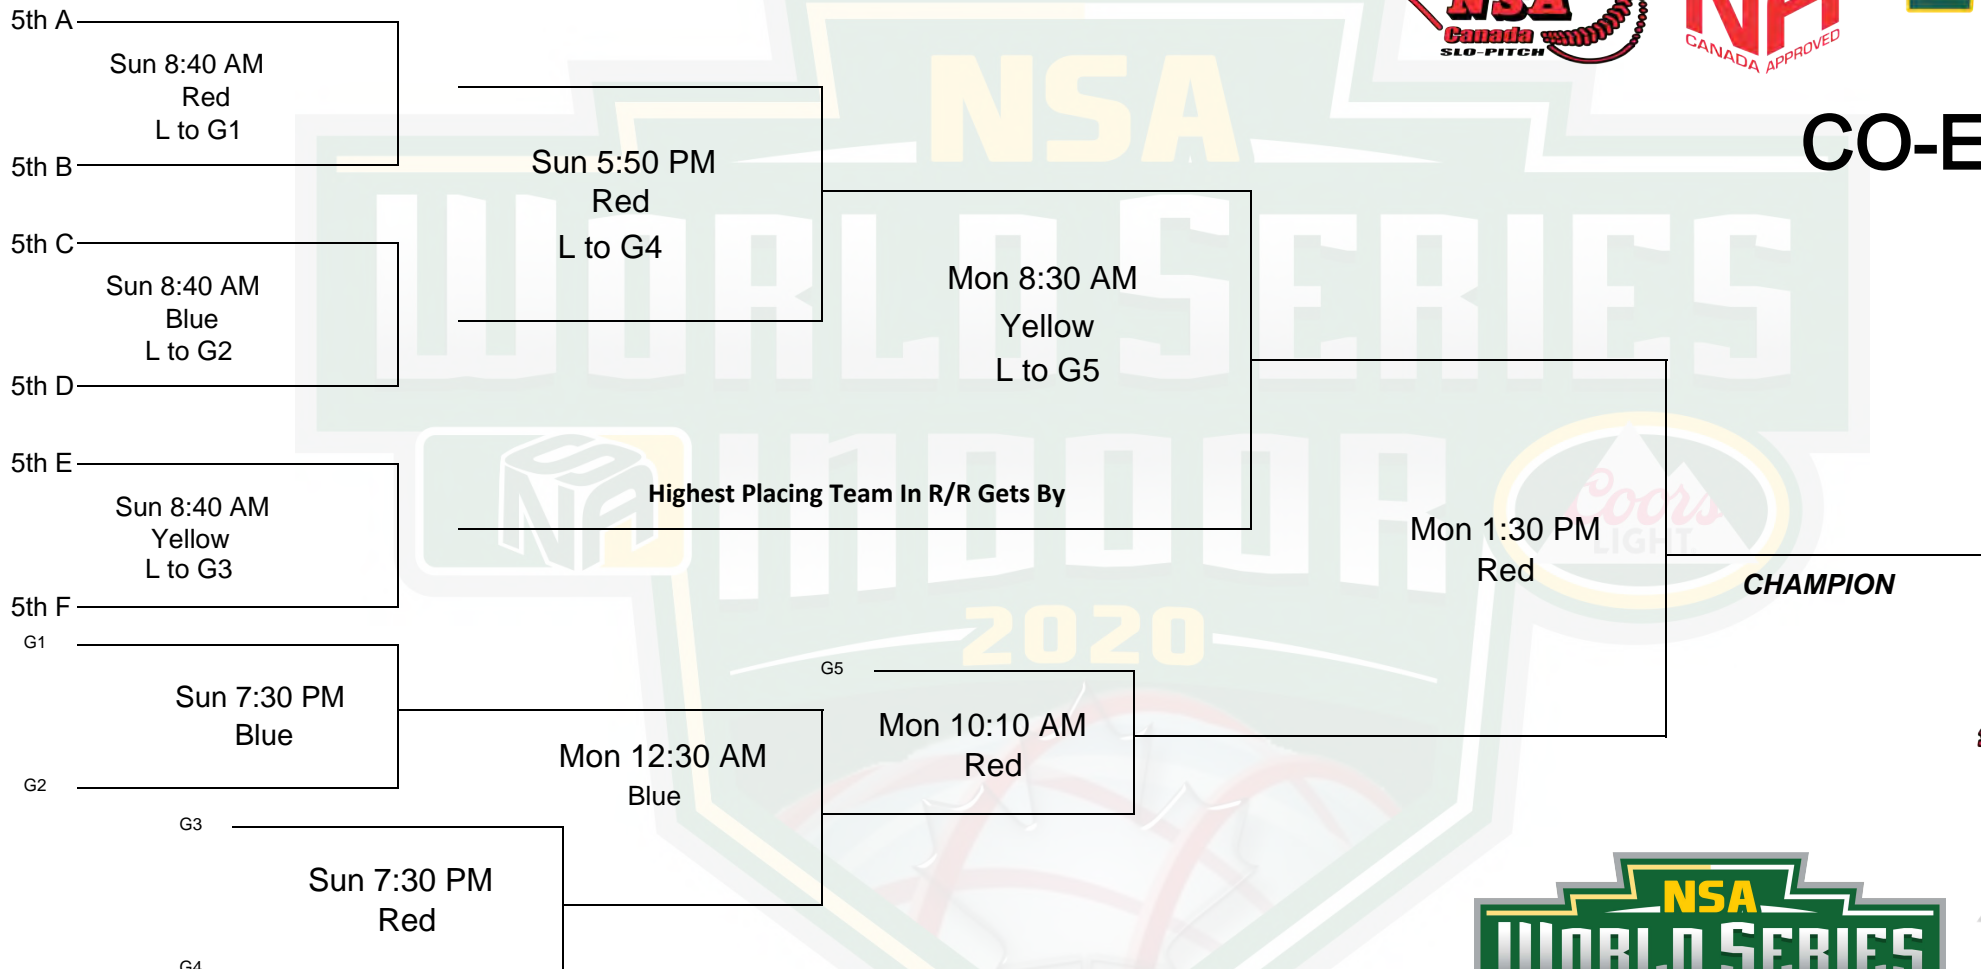 5th A
Sun 8:40 AM
Red
L to G1
5th B
5th C
Sun 8:40 AM
Blue
L to G2
5th D
5th E
Sun 8:40 AM
Yellow
L to G3
5th F
G1
Sun 7:30 PM
Blue
G2
G3
Sun 7:30 PM
Red
G4
Sun 5:50 PM
Red
L to G4
Mon 8:30 AM
Yellow
L to G5
Highest Placing Team In R/R Gets By
Mon 12:30 AM
Blue
G5
Mon 10:10 AM
Red
Mon 1:30 PM
Red
CHAMPION
CO-E
NSA
Canada
SLO-PITCH
CANADA APPROVED
NSA
WORLD SERIES
NSA
INDOOR
2020
Coors
LIGHT
NSA
WORLD SERIES